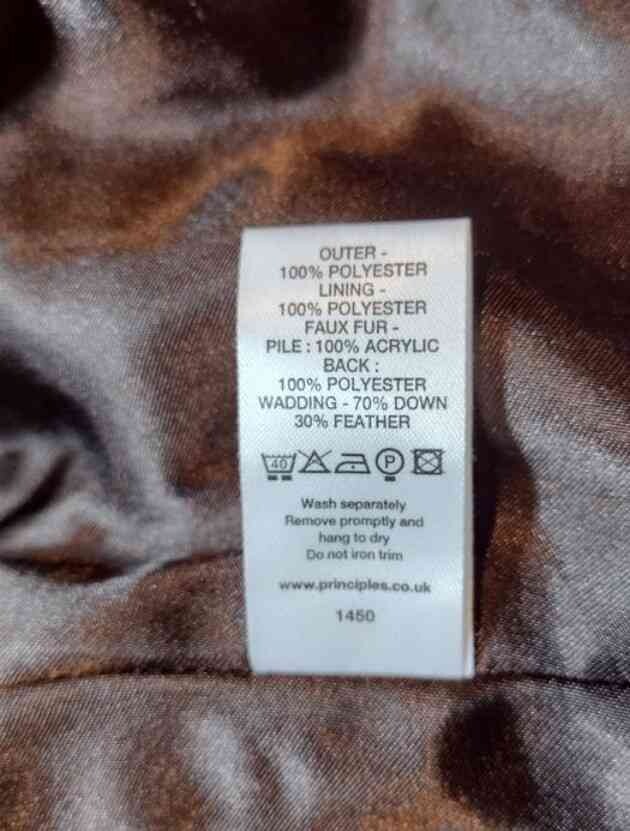 OUTER -
100% POLYESTER
LINING -
100% POLYESTER
FAUX FUR -
PILE : 100% ACRYLIC
BACK :
100% POLYESTER
WADDING - 70% DOWN
30% FEATHER
40 P
Wash separately
Remove promptly and
hang to dry
Do not iron trim
www.principles.co.uk
1450